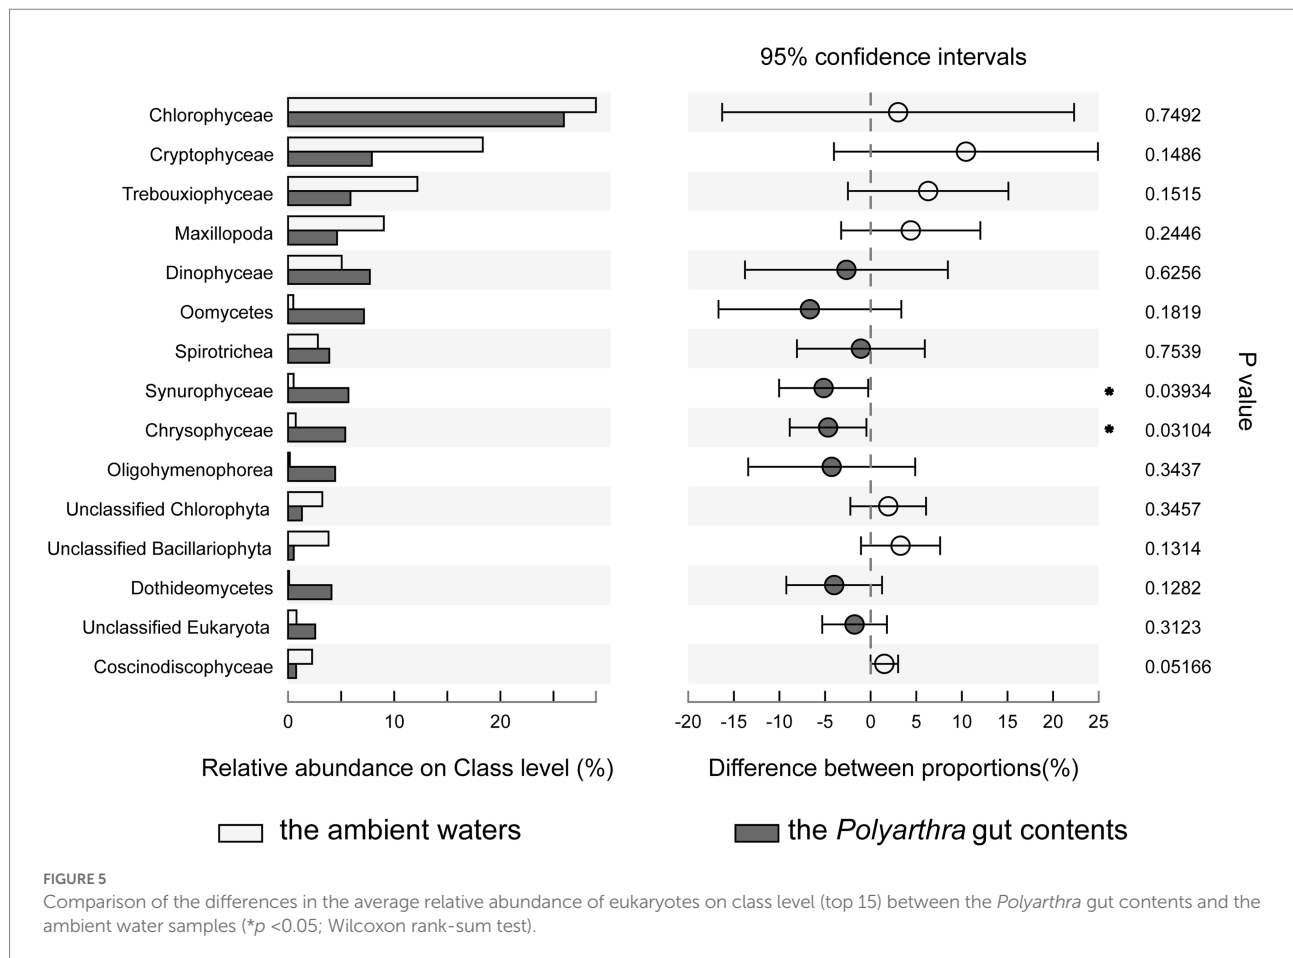 95% confidence intervals
Chlorophyceae 0.7492
Cryptophyceae 0.1486
Trebouxiophyceae 0.1515
Maxillopoda 0.2446
Dinophyceae 0.6256
Oomycetes 0.1819
Spirotrichea 0.7539
Synurophyceae * 0.03934
Chrysophyceae * 0.03104
Oligohymenophorea 0.3437
Unclassified Chlorophyta 0.3457
Unclassified Bacillariophyta 0.1314
Dothideomycetes 0.1282
Unclassified Eukaryota 0.3123
Coscinodiscophyceae 0.05166
P value
0 10 20 -20 -15 -10 -5 0 5 10 15 20 25
Relative abundance on Class level (%) Difference between proportions(%)
the ambient waters the Polyarthra gut contents
FIGURE 5
Comparison of the differences in the average relative abundance of eukaryotes on class level (top 15) between the Polyarthra gut contents and the
ambient water samples (*p <0.05; Wilcoxon rank-sum test).